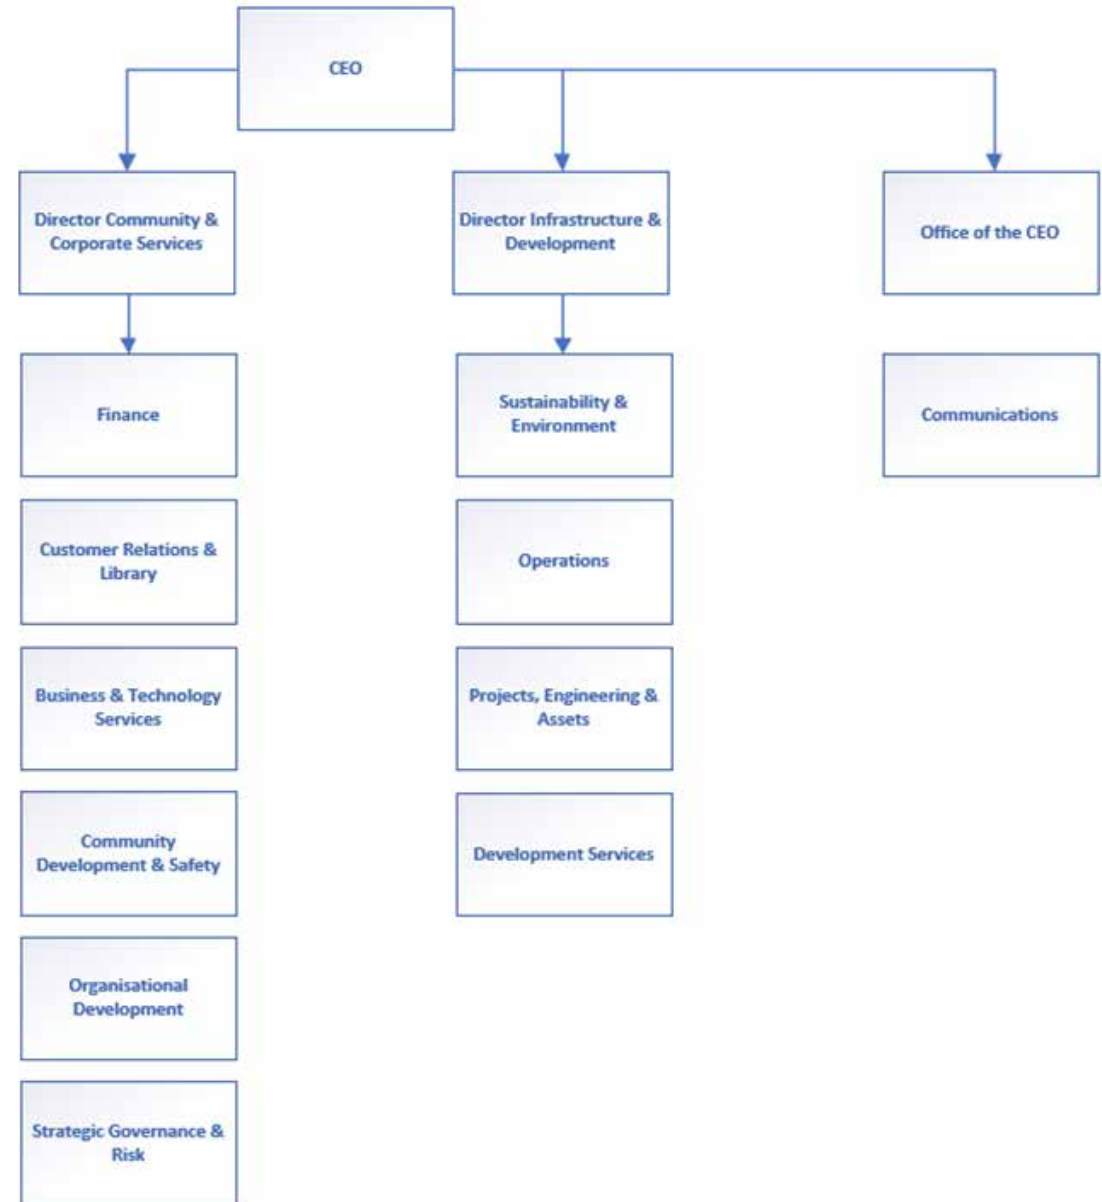 CEO
Director Community &
Corporate Services
Director Infrastructure &
Development
Office of the CEO
Finance
Sustainability &
Environment
Communications
Customer Relations &
Library
Operations
Business & Technology
Services
Projects, Engineering &
Assets
Community
Development & Safety
Development Services
Organisational
Development
Strategic Governance &
Risk